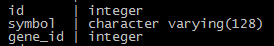 id | integer
symbol | character varying(128)
gene_id | integer